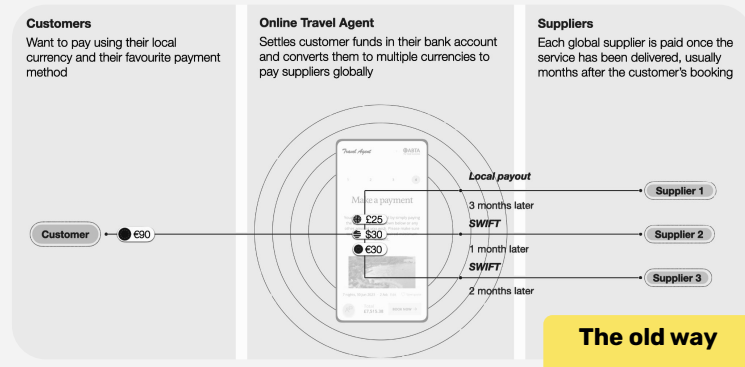 Customers
Want to pay using their local
currency and their favourite payment
method
Online Travel Agent
Settles customer funds in their bank account
and converts them to multiple currencies to
pay suppliers globally
Suppliers
Each global supplier is paid once the
service has been delivered, usually
months after the customer's booking
Travel Agent
Make a payment
Customer
€90
£25
$30
€30
Local payout
3 months later
SWIFT
1 month later
SWIFT
2 months later
Supplier 1
Supplier 2
Supplier 3
The old way